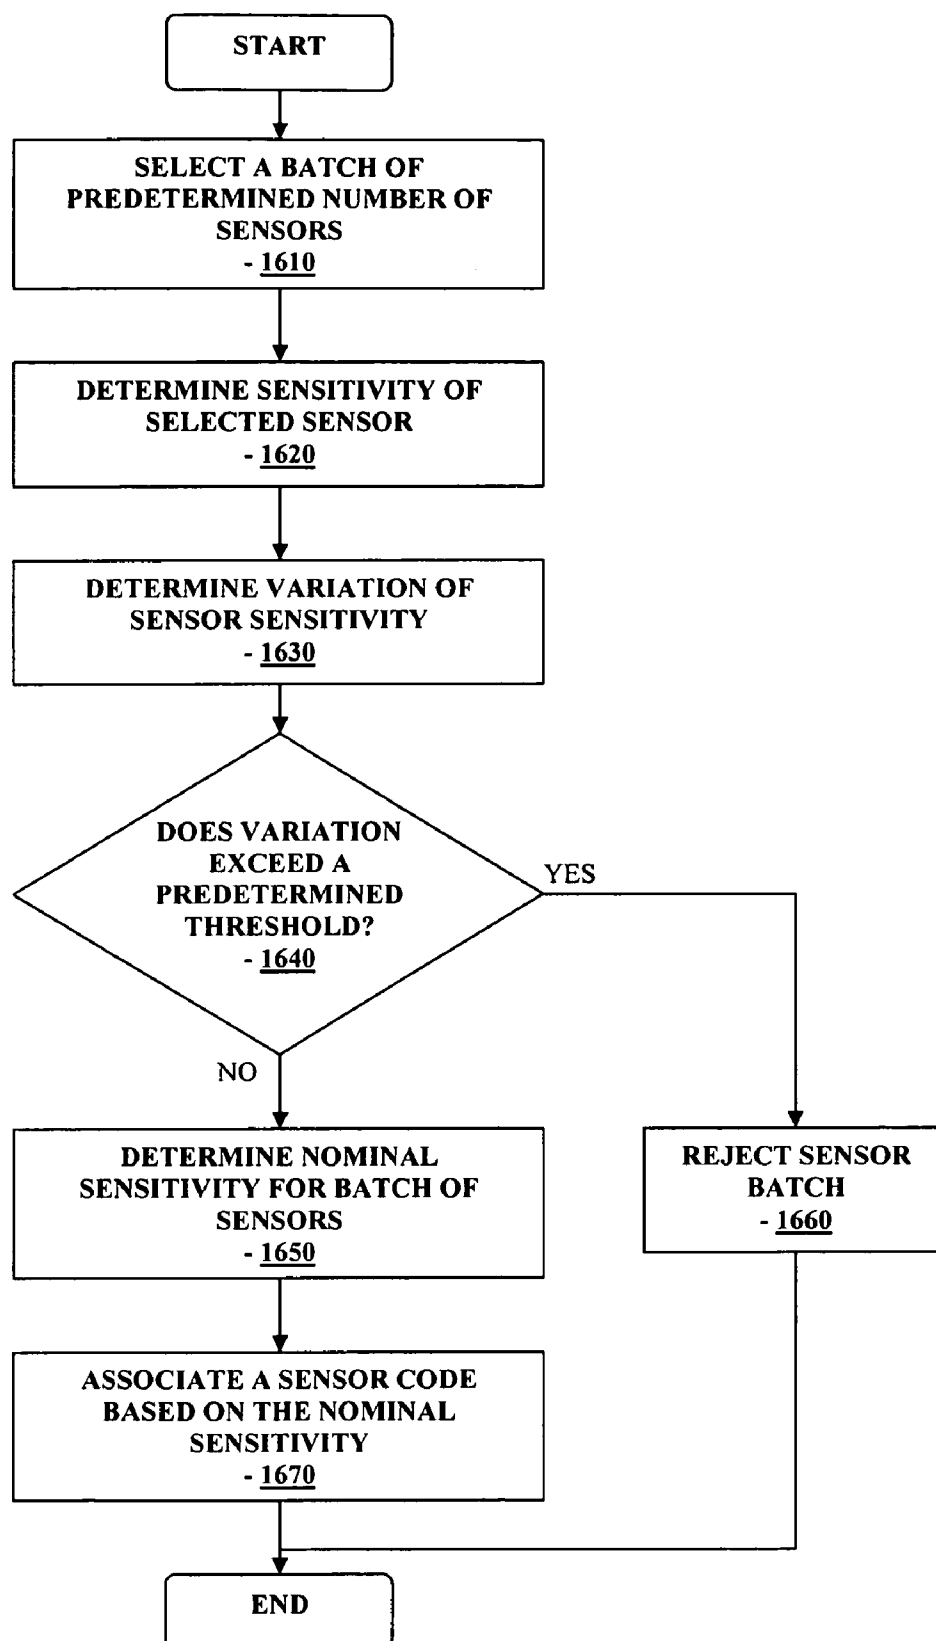 START
SELECT A BATCH OF
PREDETERMINED NUMBER OF
SENSORS
- 1610
DETERMINE SENSITIVITY OF
SELECTED SENSOR
- 1620
DETERMINE VARIATION OF
SENSOR SENSITIVITY
- 1630
DOES VARIATION
EXCEED A
PREDETERMINED
THRESHOLD?
- 1640
YES
NO
DETERMINE NOMINAL
SENSITIVITY FOR BATCH OF
SENSORS
- 1650
REJECT SENSOR
BATCH
- 1660
ASSOCIATE A SENSOR CODE
BASED ON THE NOMINAL
SENSITIVITY
- 1670
END